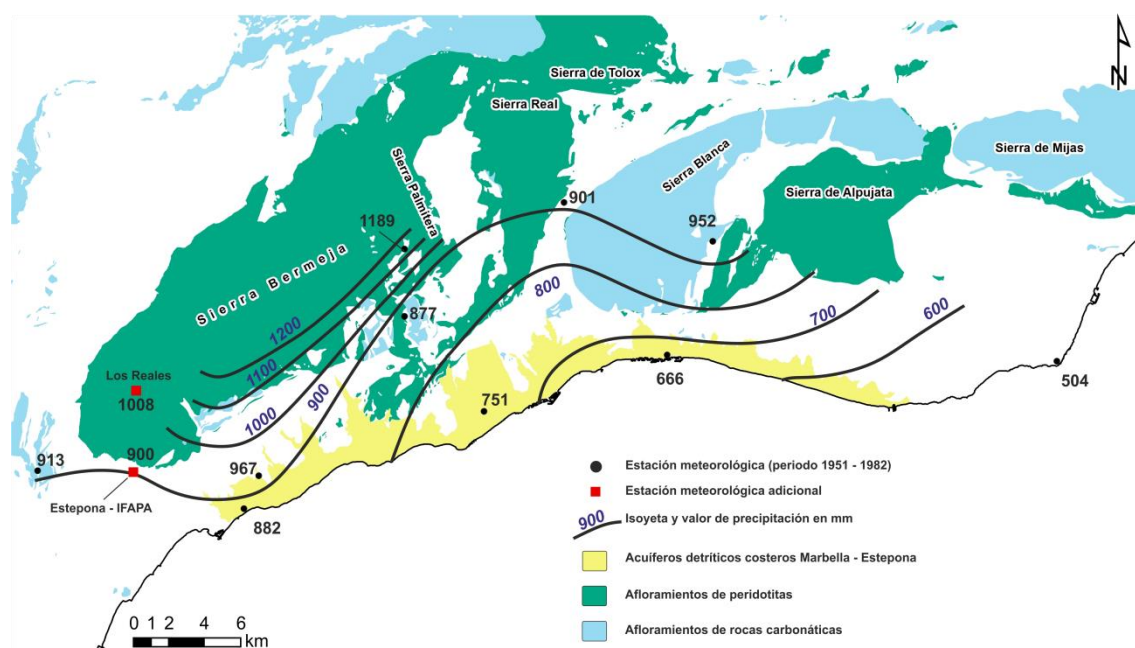 N
Sierra de Tolox
Sierra Real
Sierra de Mijas
Sierra Blanca
Sierra Palmitera
Sierra de Alpujata
901
1189
952
Sierra Bermeja
800
877
1200
700
600
1100
Los Reales
1008
900
1000
751
666
504
913
900
967
Estepona - IFAPA
882
Estación meteorológica (periodo 1951 - 1982)
Estación meteorológica adicional
900
Isoyeta y valor de precipitación en mm
Acuíferos detríticos costeros Marbella - Estepona
Afloramientos de peridotitas
Afloramientos de rocas carbonáticas
0 1 2 4 6
km